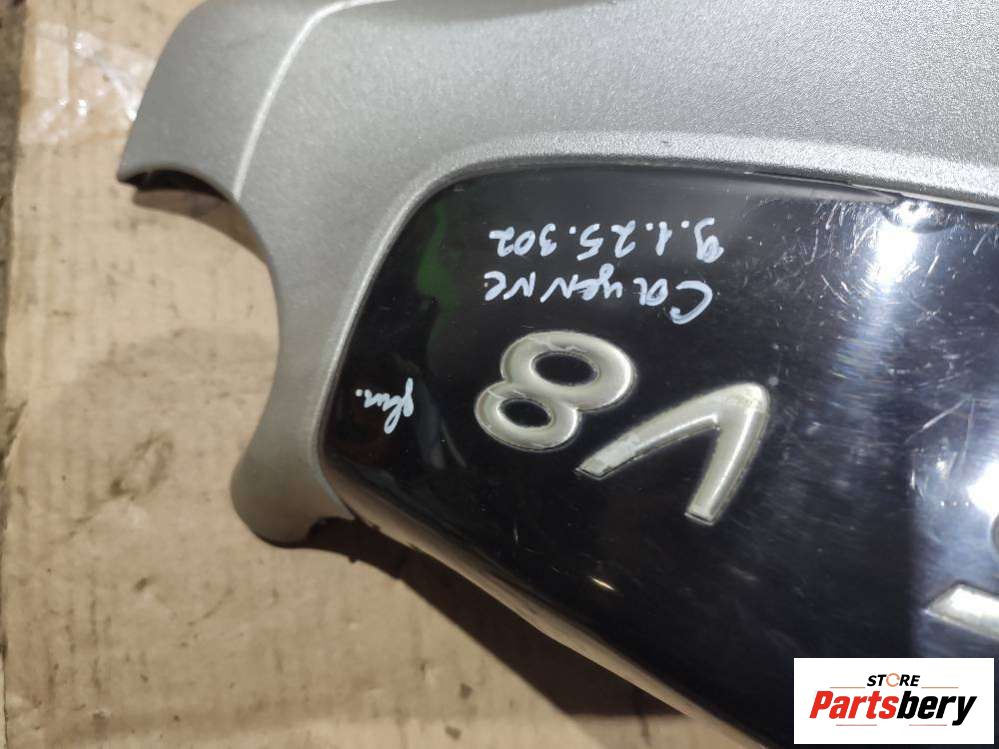 V8
Cayenne
9.1.25.302
STORE
Partsbery